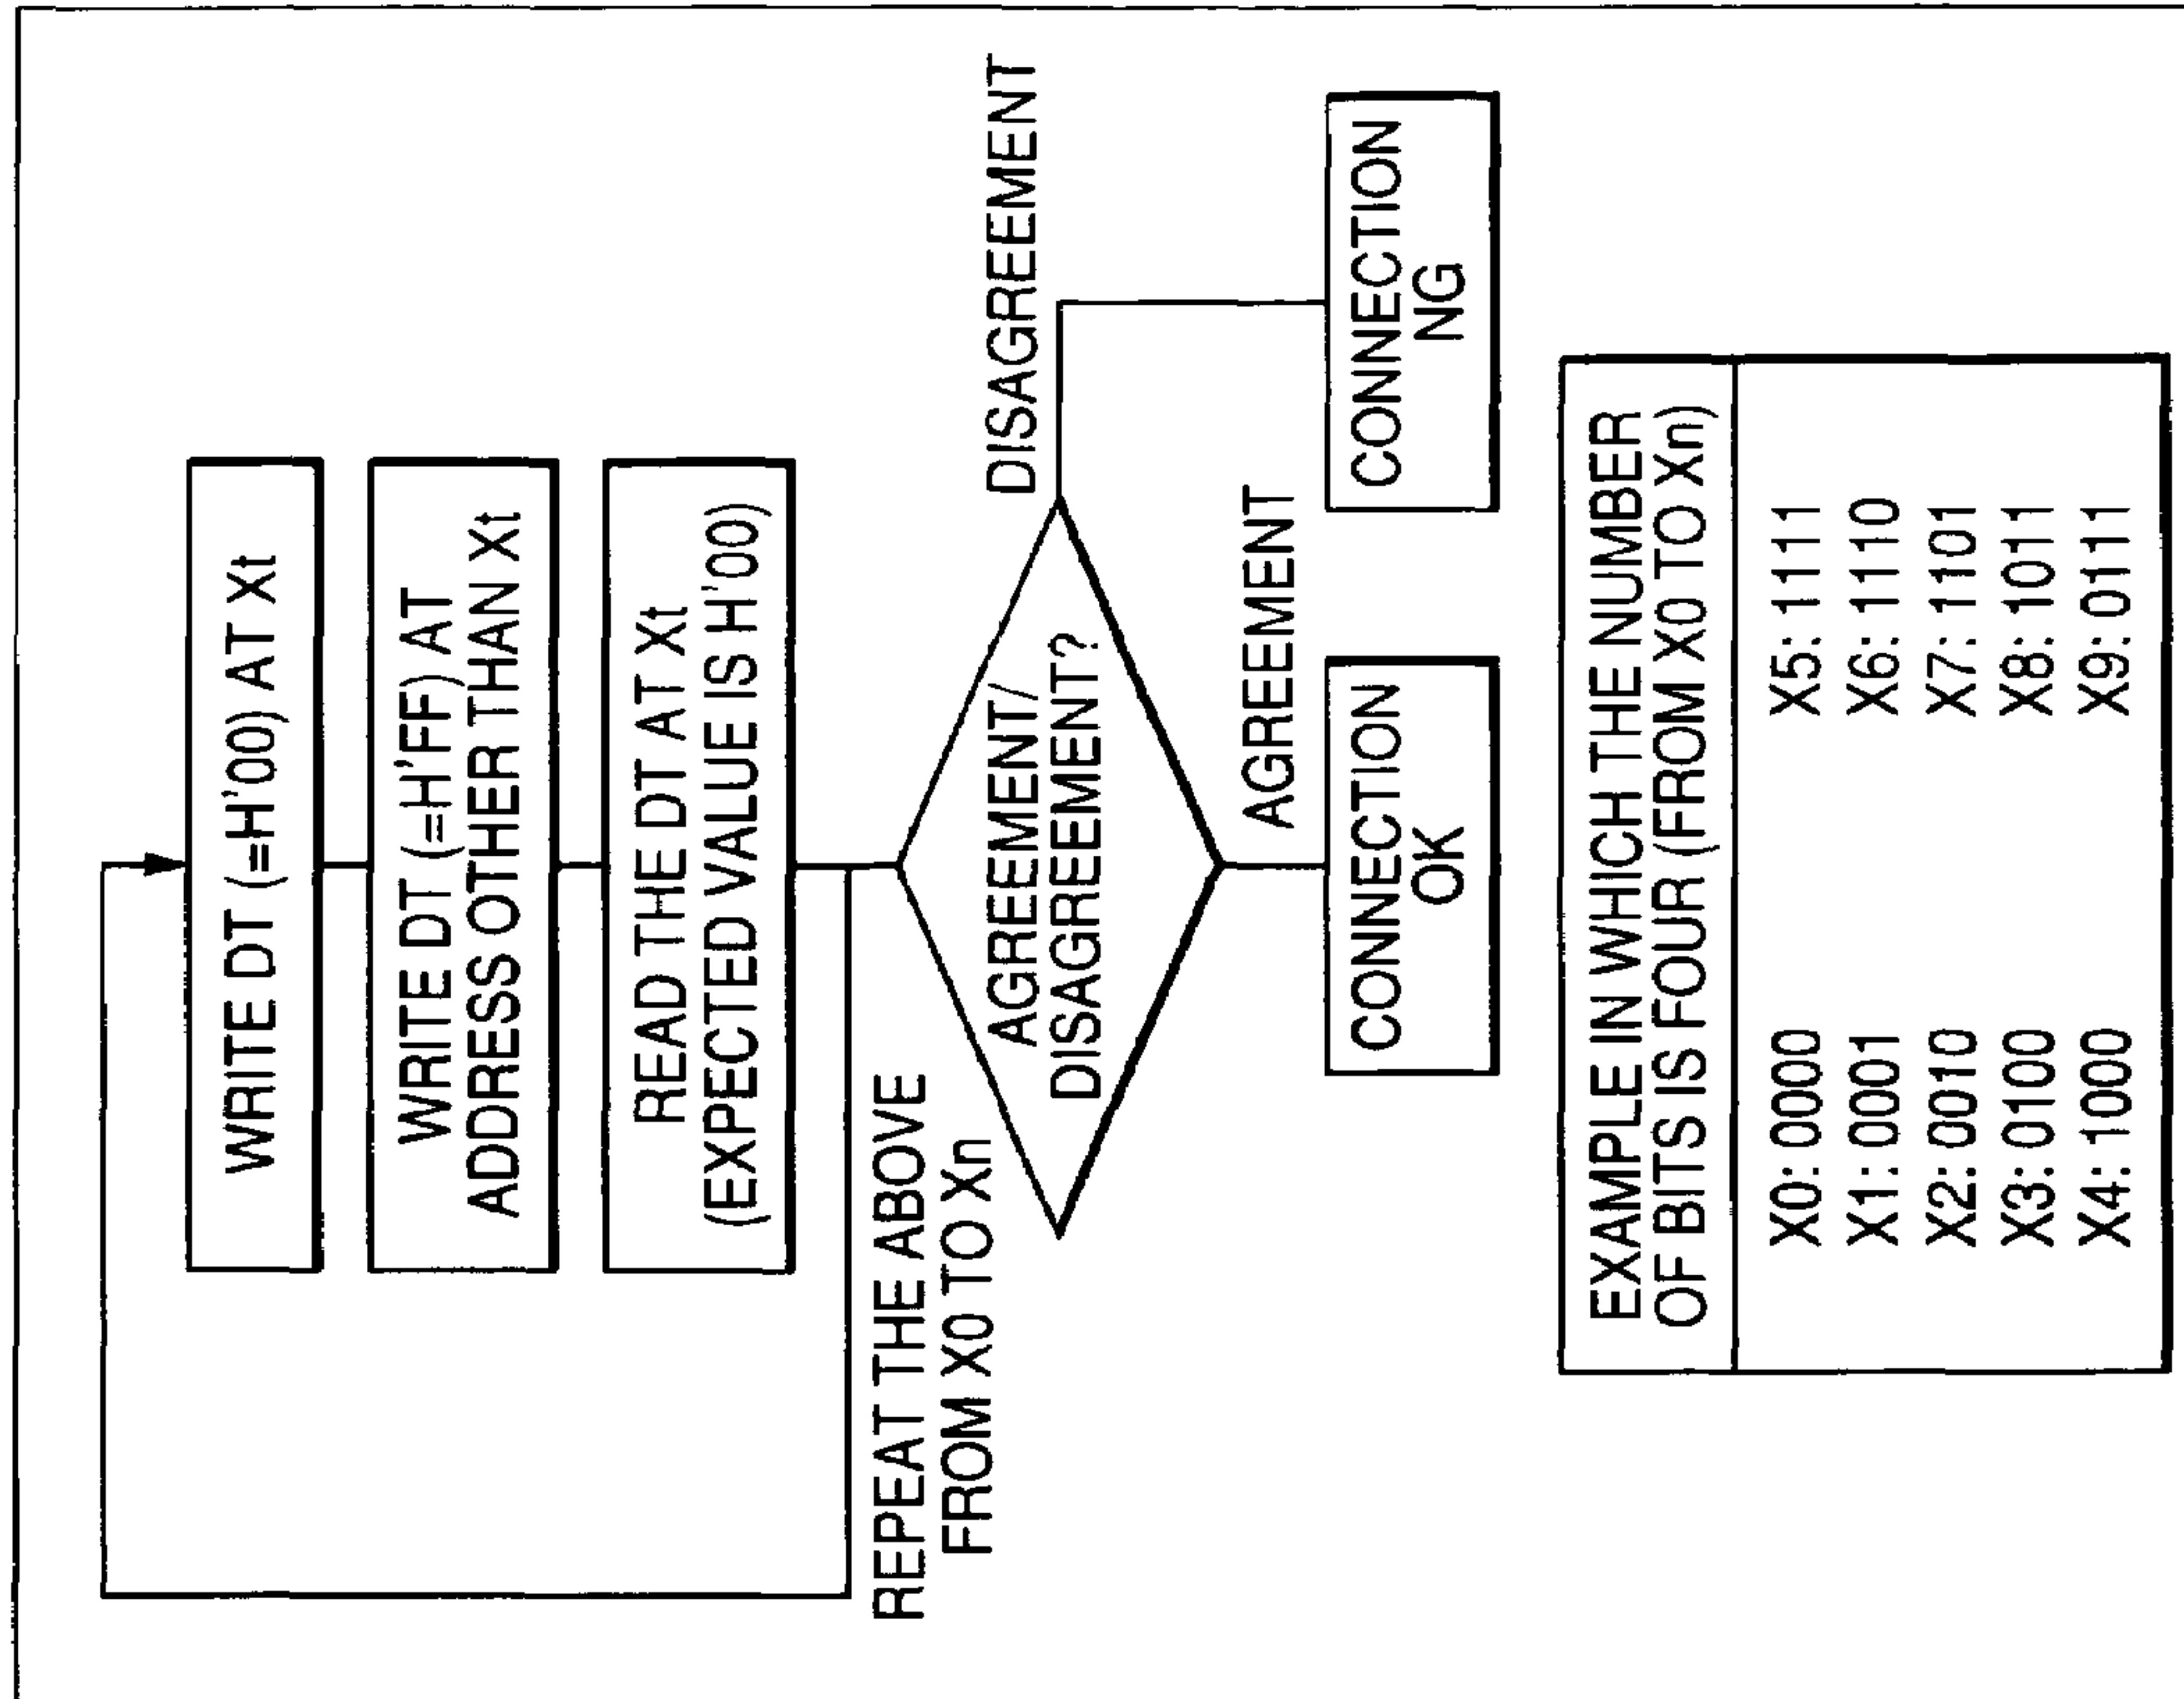 WRITE DT (=H'00) AT Xt
WRITE DT (=H'FF) AT
ADDRESS OTHER THAN Xt
READ THE DT AT Xt
(EXPECTED VALUE IS H'00)
REPEAT THE ABOVE
FROM X0 TO Xn
AGREEMENT/
DISAGREEMENT?
DISAGREEMENT
AGREEMENT
CONNECTION
OK
CONNECTION
NG
EXAMPLE IN WHICH THE NUMBER
OF BITS IS FOUR (FROM X0 TO Xn)
X0: 0000 X5: 1111
X1: 0001 X6: 1110
X2: 0010 X7: 1101
X3: 0100 X8: 1011
X4: 1000 X9: 0111